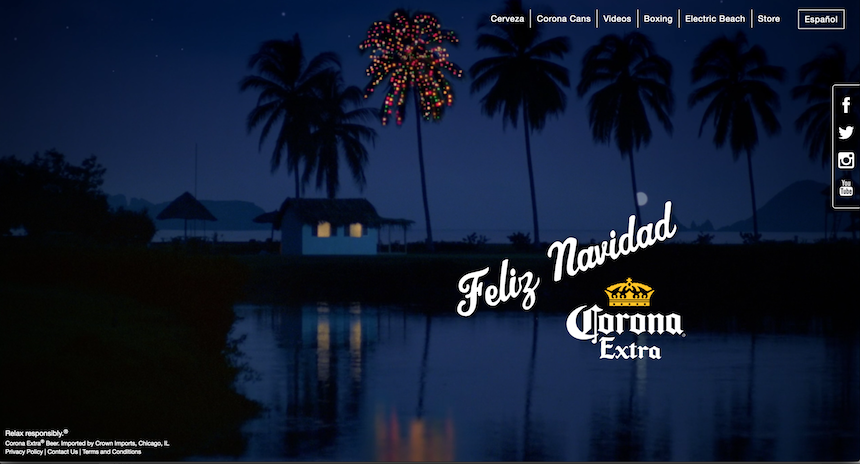 Cerveza | Corona Cans | Videos | Boxing | Electric Beach | Store
Español
You
Tube
Feliz Navidad
Corona
Extra
Relax responsibly.®
Corona Extra® Beer. Imported by Crown Imports, Chicago, IL
Privacy Policy | Contact Us | Terms and Conditions